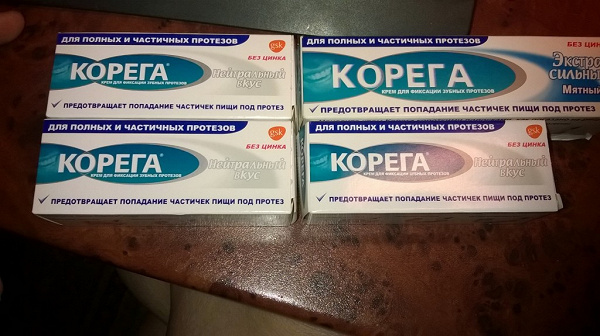 ДЛЯ ПОЛНЫХ И ЧАСТИЧНЫХ ПРОТЕЗОВ
gsk
БЕЗ ЦИНКА
КОРЕГА®
Нейтральный
вкус
КРЕМ ДЛЯ ФИКСАЦИИ ЗУБНЫХ ПРОТЕЗОВ
✓ ПРЕДОТВРАЩАЕТ ПОПАДАНИЕ ЧАСТИЧЕК ПИЩИ ПОД ПРОТЕЗ
ДЛЯ ПОЛНЫХ И ЧАСТИЧНЫХ ПРОТЕЗОВ
БЕЗ
КОРЕГА
Экстра
сильный
Мятный
КРЕМ ДЛЯ ФИКСАЦИИ ЗУБНЫХ ПРОТЕЗОВ
✓ ПРЕДОТВРАЩАЕТ ПОПАДАНИЕ ЧАСТИЧЕК ПИЩИ ПОД ПРОТЕЗ
ДЛЯ ПОЛНЫХ И ЧАСТИЧНЫХ ПРОТЕЗОВ
gsk
БЕЗ ЦИНКА
КОРЕГА®
Нейтральный
вкус
КРЕМ ДЛЯ ФИКСАЦИИ ЗУБНЫХ ПРОТЕЗОВ
✓ ПРЕДОТВРАЩАЕТ ПОПАДАНИЕ ЧАСТИЧЕК ПИЩИ ПОД ПРОТЕЗ
ДЛЯ ПОЛНЫХ И ЧАСТИЧНЫХ ПРОТЕЗОВ
gsk
БЕЗ ЦИНКА
КОРЕГА®
Нейтральный
вкус
КРЕМ ДЛЯ ФИКСАЦИИ ЗУБНЫХ ПРОТЕЗОВ
✓ ПРЕДОТВРАЩАЕТ ПОПАДАНИЕ ЧАСТИЧЕК ПИЩИ ПОД ПРОТЕЗ